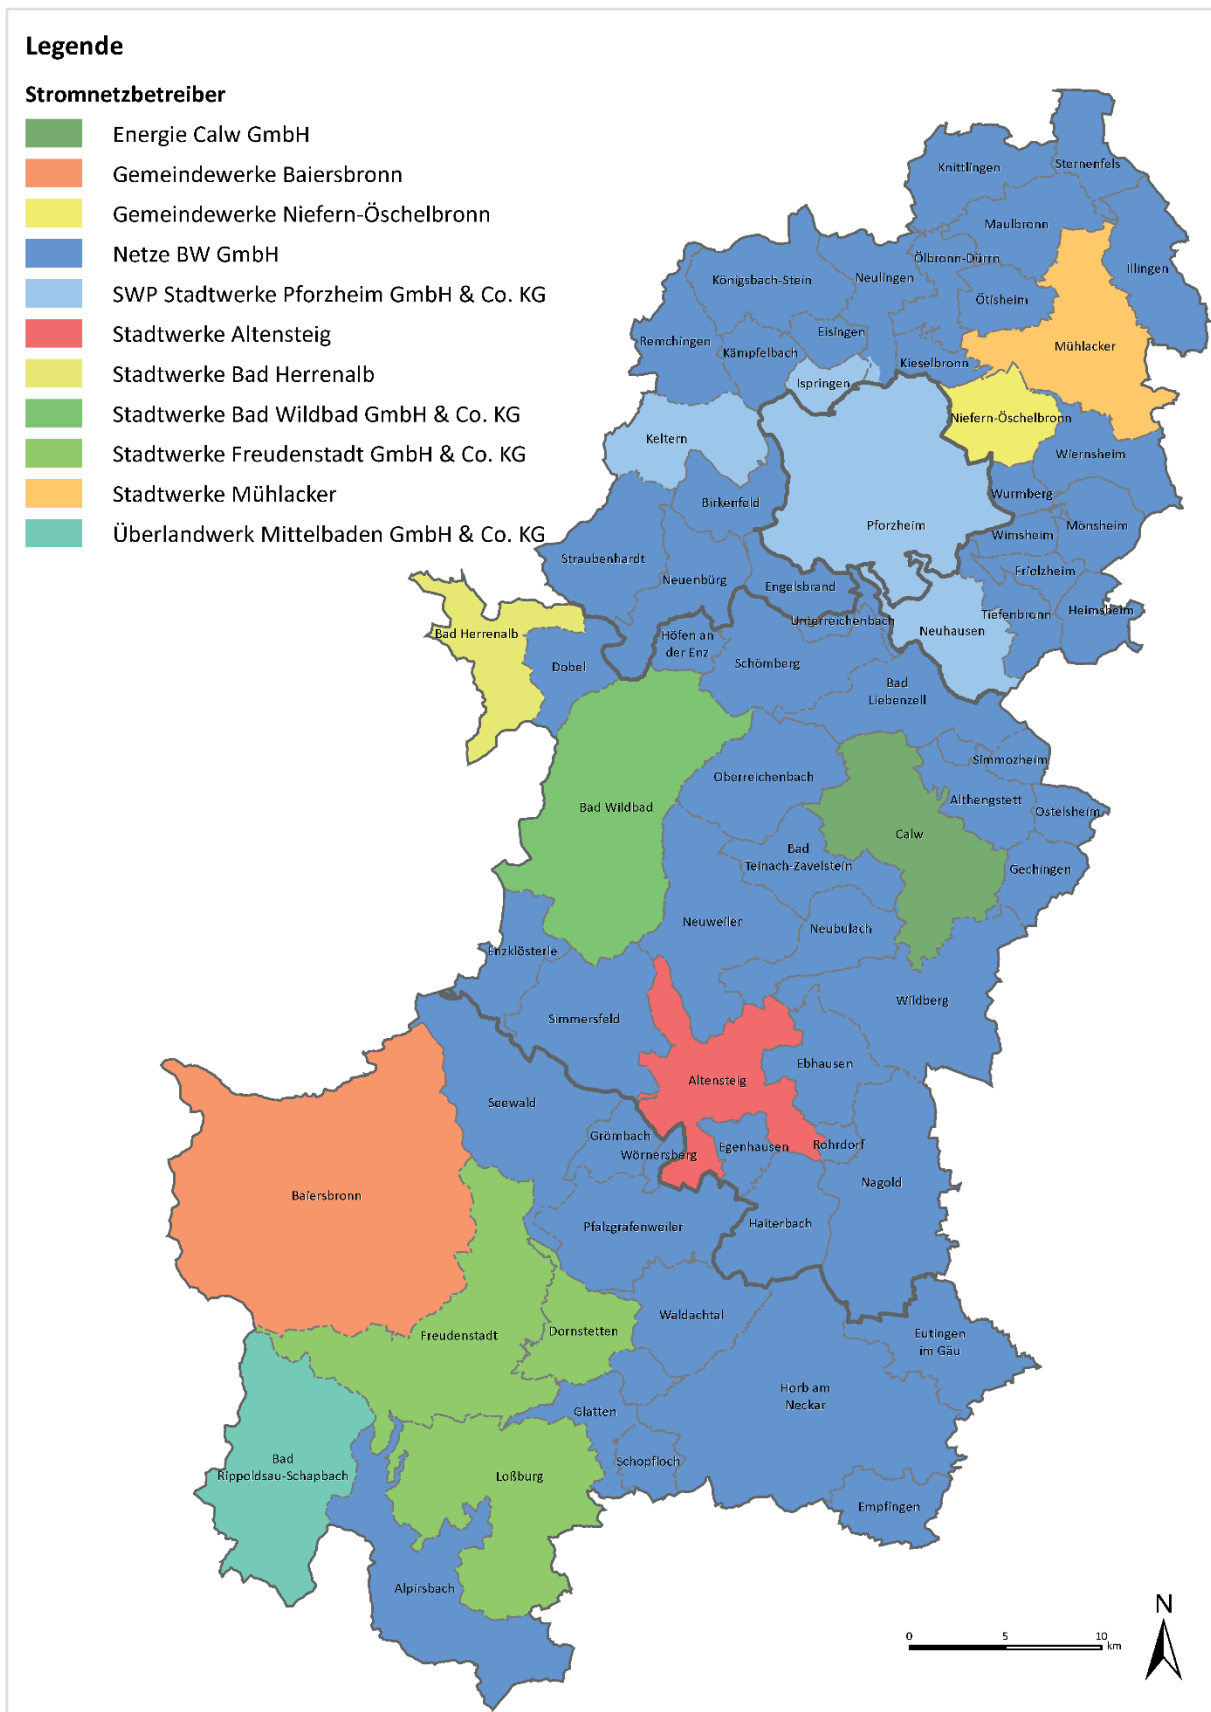 Legende
Stromnetzbetreiber
Energie Calw GmbH
Gemeindewerke Baiersbronn
Gemeindewerke Niefern-Öschelbronn
Netze BW GmbH
SWP Stadtwerke Pforzheim GmbH & Co. KG
Stadtwerke Altensteig
Stadtwerke Bad Herrenalb
Stadtwerke Bad Wildbad GmbH & Co. KG
Stadtwerke Freudenstadt GmbH & Co. KG
Stadtwerke Mühlacker
Überlandwerk Mittelbaden GmbH & Co. KG
Knittlingen
Sternenfels
Maulbronn
Ölbronn-Dürrn
Illingen
Königsbach-Stein
Neulingen
Ötisheim
Remchingen
Eisingen
Kämpfelbach
Kieselbronn
Mühlacker
Ispringen
Niefern-Öschelbronn
Keltern
Wiernsheim
Birkenfeld
Wurmberg
Pforzheim
Mönsheim
Wimsheim
Straubenhardt
Friolzheim
Neuenbürg
Engelsbrand
Tiefenbronn
Heimsheim
Unterreichenbach
Neuhausen
Bad Herrenalb
Höfen an
der Enz
Dobel
Schömberg
Bad
Liebenzell
Simmozheim
Oberreichenbach
Althengstett
Ostelsheim
Bad Wildbad
Calw
Bad
Teinach-Zavelstein
Gechingen
Neuweiler
Neubulach
Enzklösterle
Wildberg
Simmersfeld
Ebhausen
Altensteig
Seewald
Grömbach
Wörnersberg
Egenhausen
Rohrdorf
Nagold
Baiersbronn
Pfalzgrafenweiler
Haiterbach
Waldachtal
Freudenstadt
Dornstetten
Eutingen
im Gäu
Horb am
Neckar
Glatten
Bad
Rippoldsau-Schapbach
Loßburg
Schopfloch
Empfingen
Alpirsbach
N
0 5 10
km